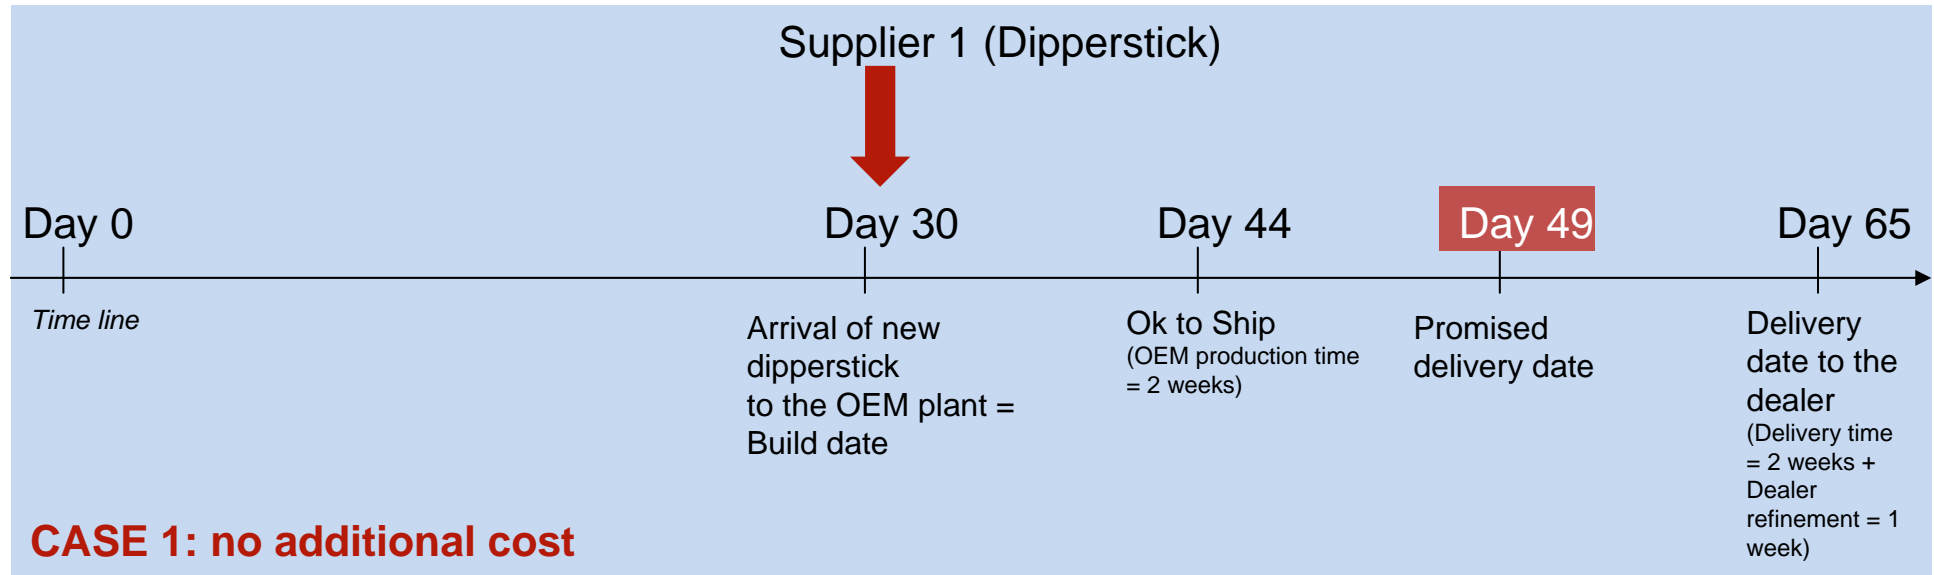 Supplier 1 (Dipperstick)
Day 0
Day 30
Day 44
Day 49
Day 65
Time line
Arrival of new
dipperstick
to the OEM plant =
Build date
Ok to Ship
(OEM production time
= 2 weeks)
Promised
delivery date
Delivery
date to the
dealer
(Delivery time
= 2 weeks +
Dealer
refinement = 1
week)
CASE 1: no additional cost